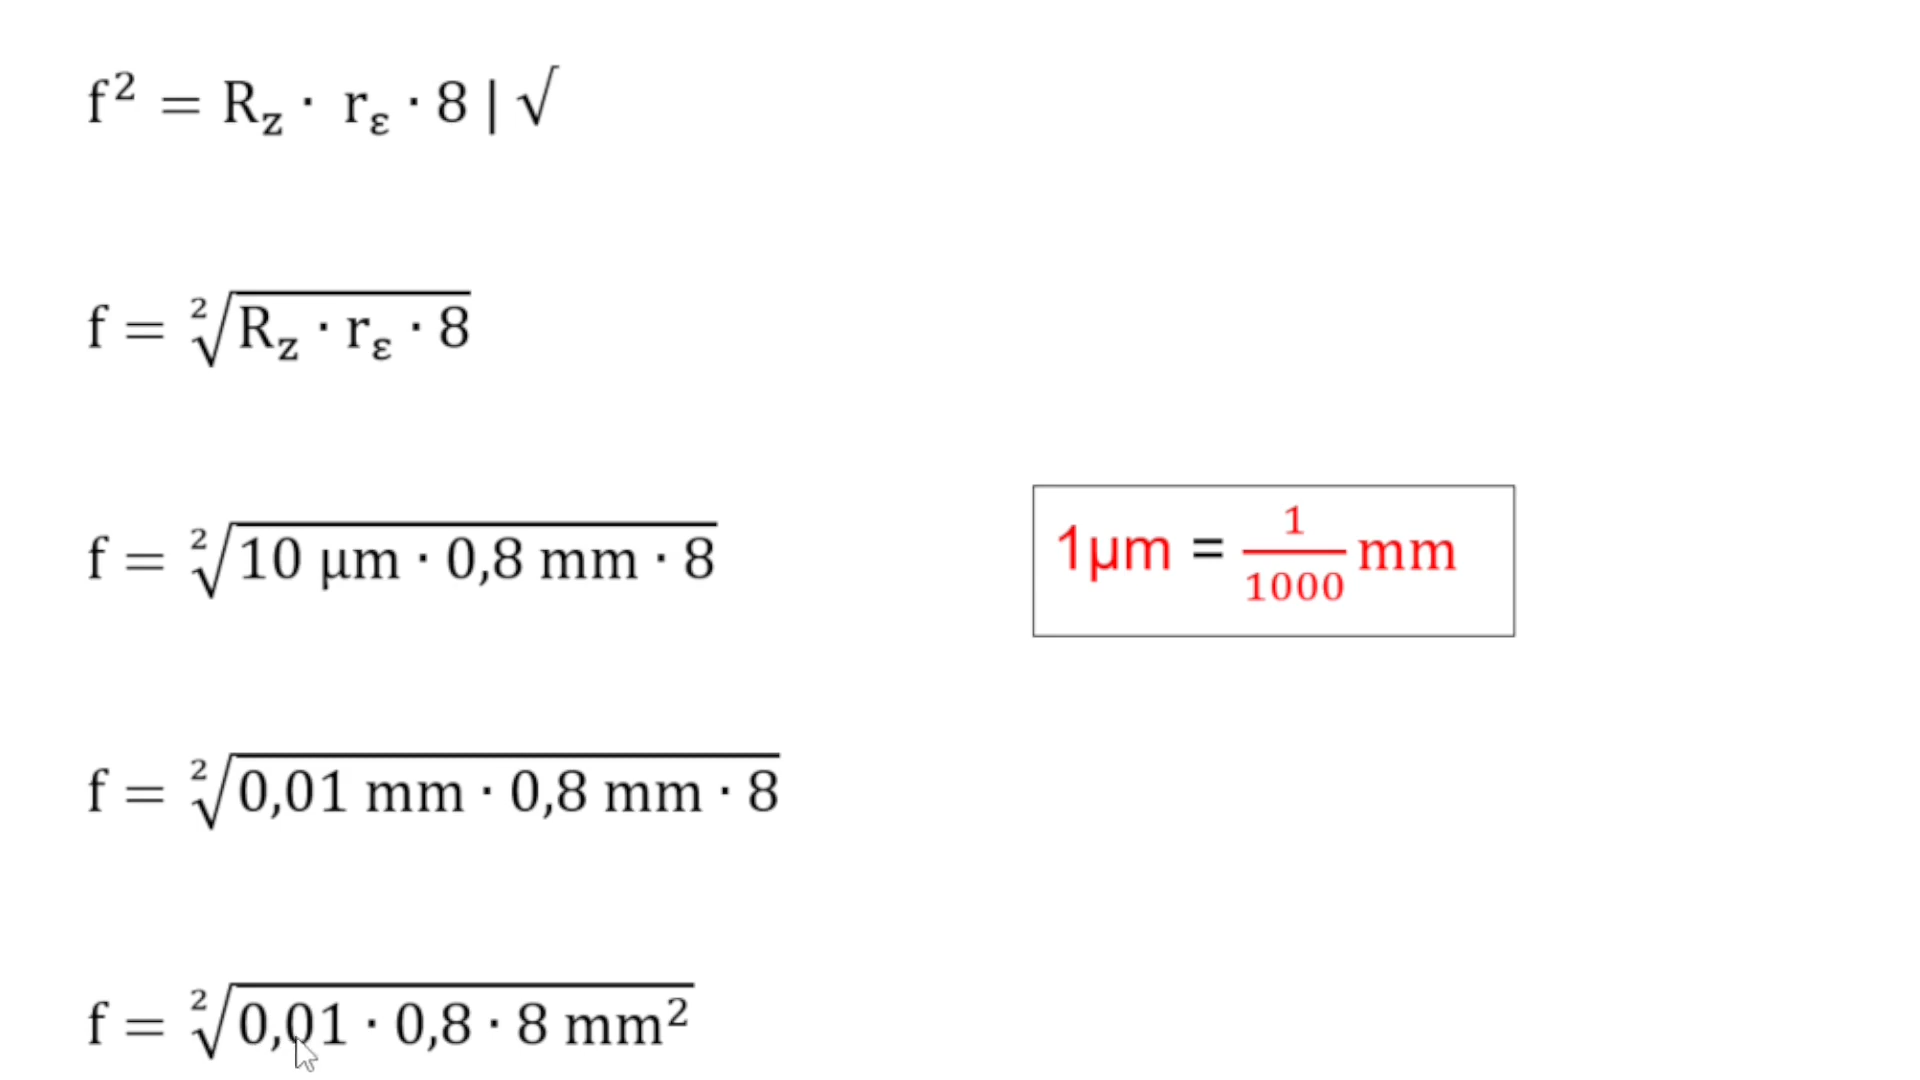 f² = R_z · r_ε · 8 | √
f = ²√(R_z · r_ε · 8)
f = ²√(10 µm · 0,8 mm · 8)
1µm = 1/1000 mm
f = ²√(0,01 mm · 0,8 mm · 8)
f = ²√(0,01 · 0,8 · 8 mm²)